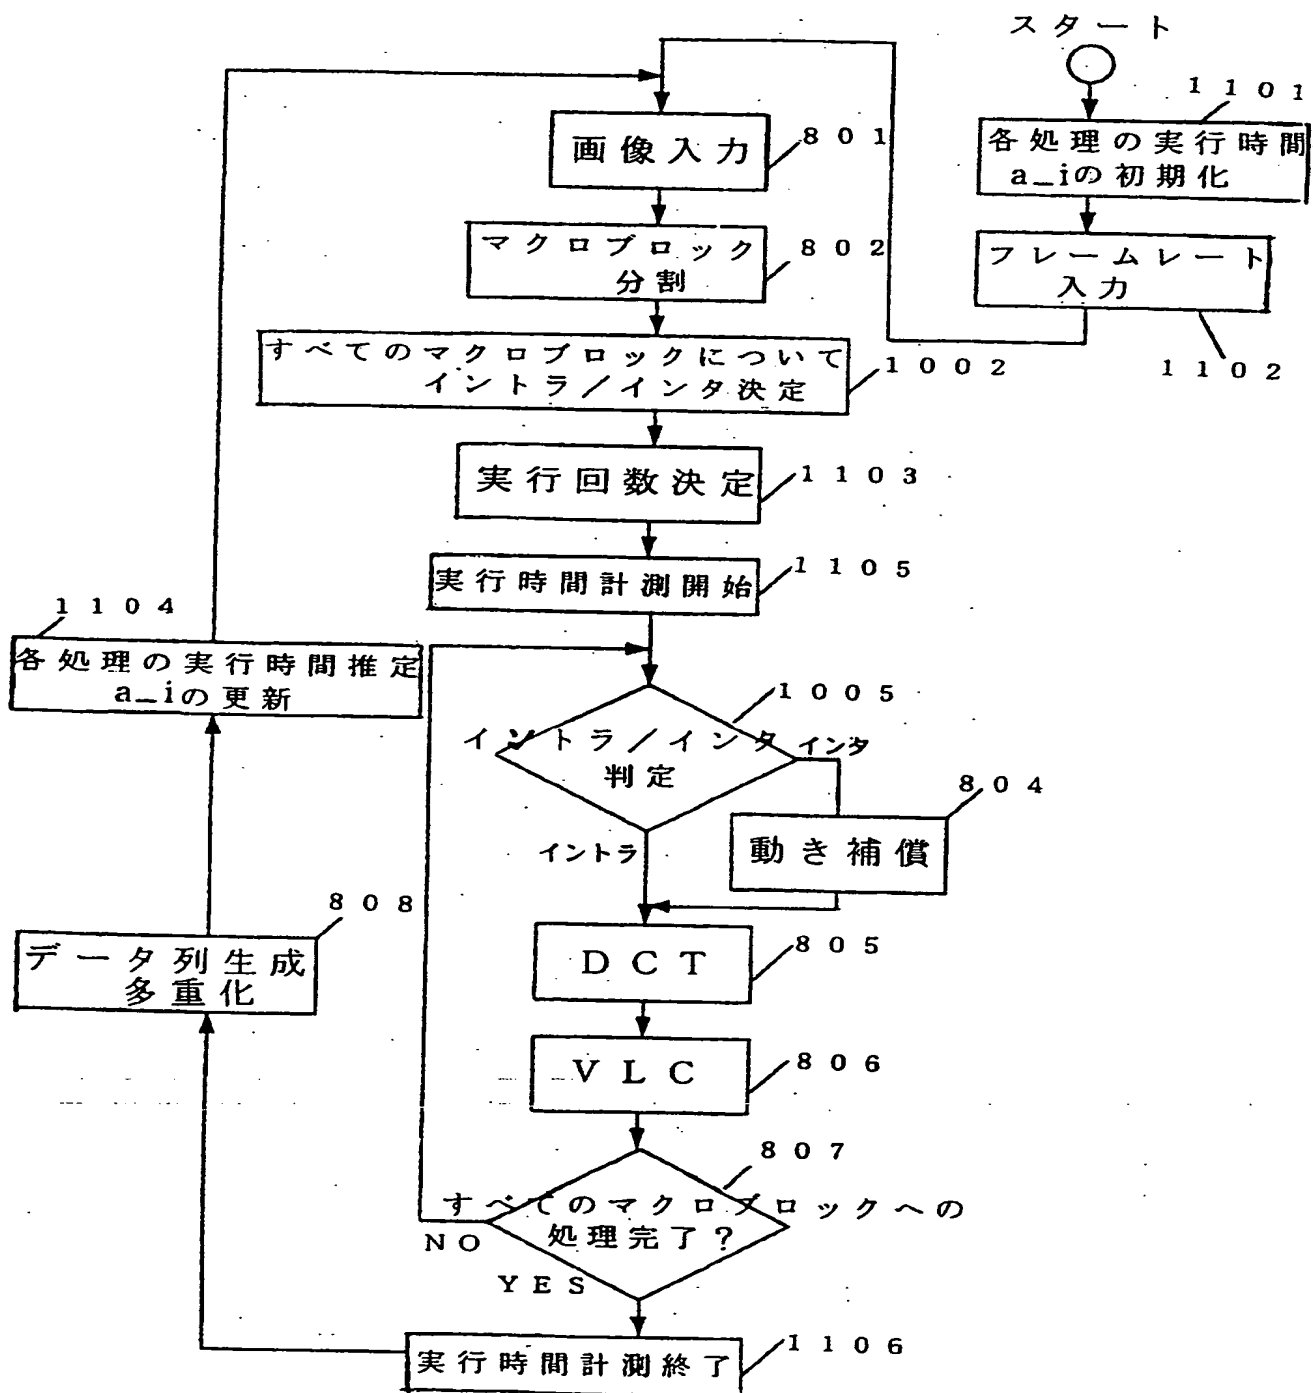 スタート
1101
各処理の実行時間
a_iの初期化
フレームレート
入力
1102
画像入力
801
マクロブロック
分割
802
すべてのマクロブロックについて
イントラ／インタ決定
1002
実行回数決定
1103
実行時間計測開始
1105
1104
各処理の実行時間推定
a_iの更新
1005
イントラ／インタ
判定
インタ
イントラ
804
動き補償
DCT
805
VLC
806
808
データ列生成
多重化
807
すべてのマクロブロックへの
処理完了？
NO
YES
実行時間計測終了
1106